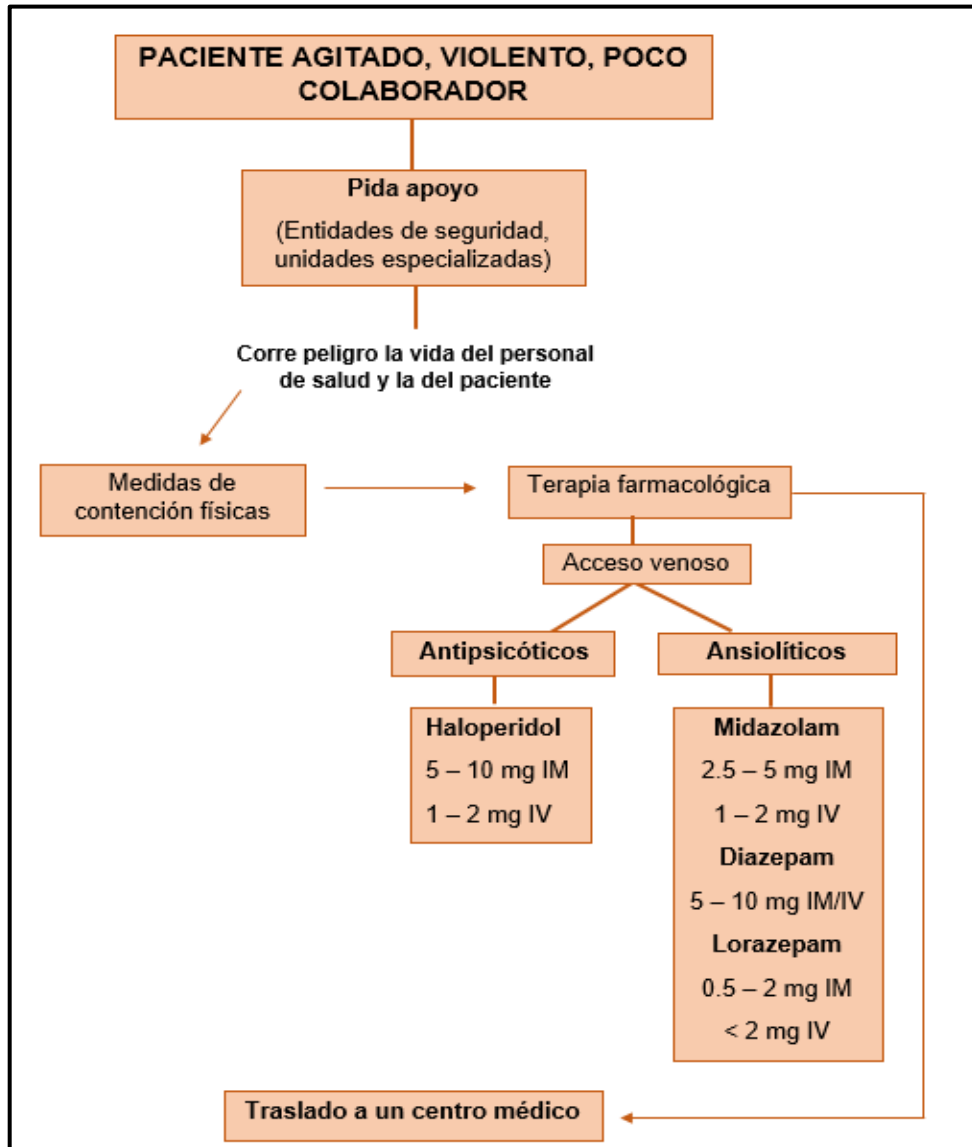 PACIENTE AGITADO, VIOLENTO, POCO
COLABORADOR
Pida apoyo
(Entidades de seguridad,
unidades especializadas)
Corre peligro la vida del personal
de salud y la del paciente
Medidas de
contención físicas
Terapia farmacológica
Acceso venoso
Antipsicóticos
Haloperidol
5 – 10 mg IM
1 – 2 mg IV
Ansiolíticos
Midazolam
2.5 – 5 mg IM
1 – 2 mg IV
Diazepam
5 – 10 mg IM/IV
Lorazepam
0.5 – 2 mg IM
< 2 mg IV
Traslado a un centro médico